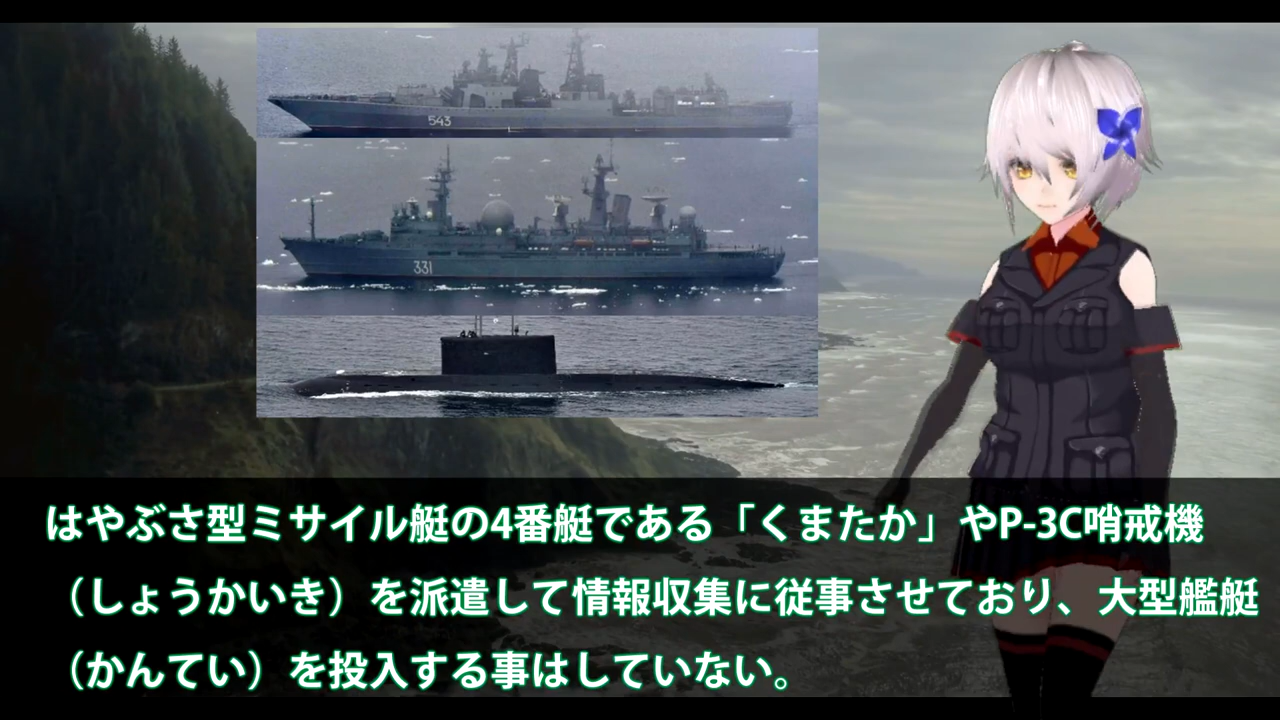 543
331
はやぶさ型ミサイル艇の4番艇である「くまたか」やP-3C哨戒機
（しょうかいき）を派遣して情報収集に従事させており、大型艦艇
（かんてい）を投入する事はしていない。